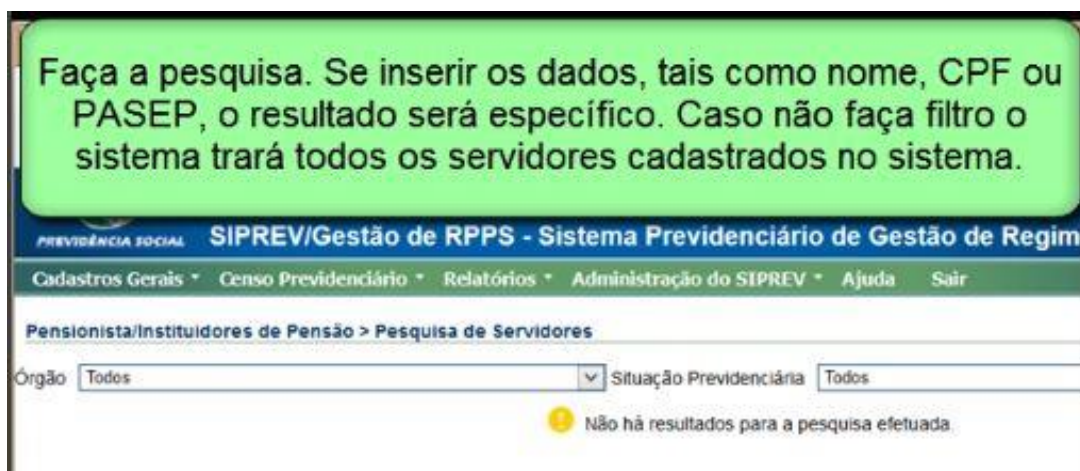 Faça a pesquisa. Se inserir os dados, tais como nome, CPF ou
PASEP, o resultado será específico. Caso não faça filtro o
sistema trará todos os servidores cadastrados no sistema.
PREVIDÊNCIA SOCIAL SIPREV/Gestão de RPPS - Sistema Previdenciário de Gestão de Regim
Cadastros Gerais Censo Previdenciário Relatórios Administração do SIPREV Ajuda Sair
Pensionista/Instituidores de Pensão > Pesquisa de Servidores
Órgão Todos Situação Previdenciária Todos
Não há resultados para a pesquisa efetuada.